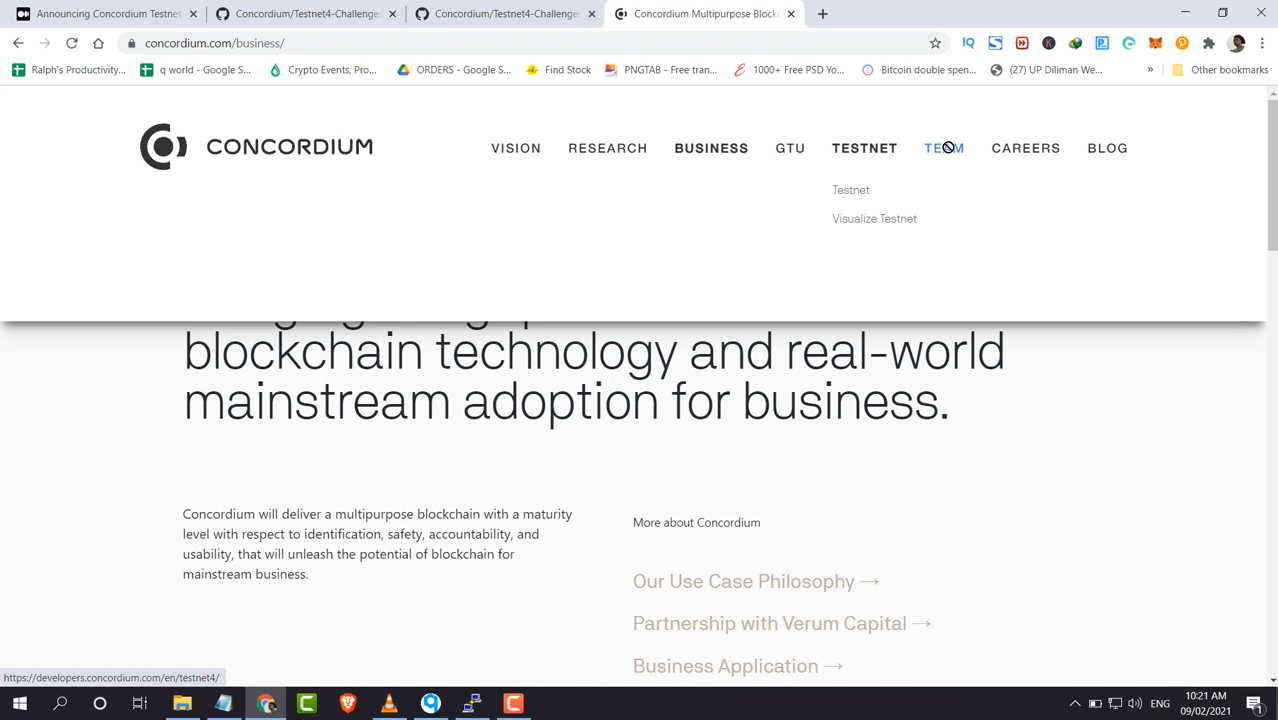 Announcing Concordium Testnet
Concordium/Testnet4-Challenges
Concordium/Testnet4-Challenges
Concordium Multipurpose Block
concordium.com/business/
Ralph's Productivity...
q world - Google S...
Crypto Events, Pro...
ORDERS - Google S...
Find Stock
PNGTAB - Free tran...
1000+ Free PSD Yo...
Bitcoin double spen...
(27) UP Diliman We...
»
Other bookmarks
CONCORDIUM
VISION
RESEARCH
BUSINESS
GTU
TESTNET
TEAM
CAREERS
BLOG
Testnet
Visualize Testnet
blockchain technology and real-world
mainstream adoption for business.
Concordium will deliver a multipurpose blockchain with a maturity
level with respect to identification, safety, accountability, and
usability, that will unleash the potential of blockchain for
mainstream business.
More about Concordium
Our Use Case Philosophy →
Partnership with Verum Capital →
Business Application →
https://developers.concordium.com/en/testnet4/
ENG
10:21 AM
09/02/2021